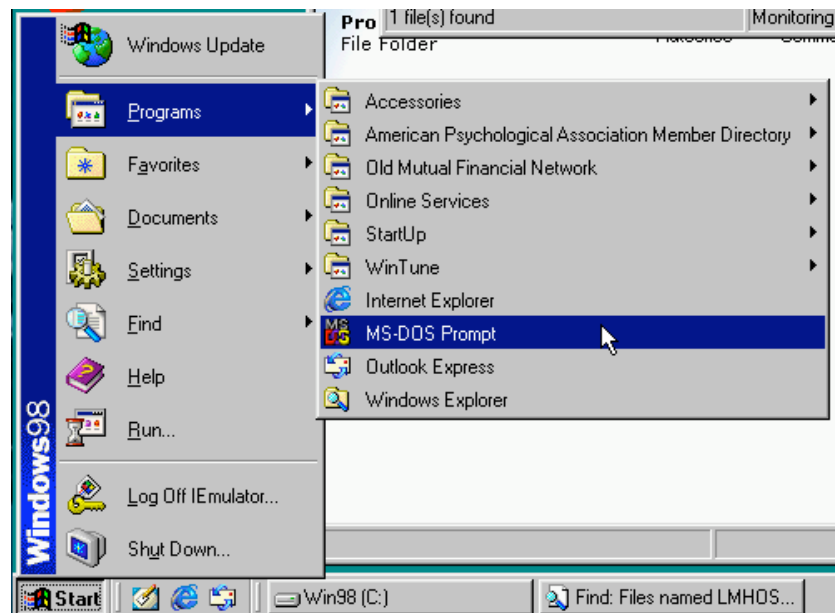 Windows98
Windows Update
Programs
Favorites
Documents
Settings
Find
Help
Run...
Log Off IEmulator...
Shut Down...
Accessories
American Psychological Association Member Directory
Old Mutual Financial Network
Online Services
StartUp
WinTune
Internet Explorer
MS-DOS Prompt
Outlook Express
Windows Explorer
Pro
File Folder
1 file(s) found
Monitoring
Start
Win98 (C:)
Find: Files named LMHOS...